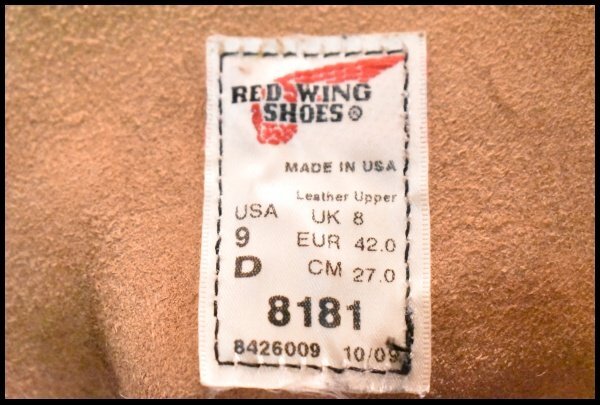 RED WING
SHOES®
MADE IN USA
Leather Upper
USA UK 8
9 EUR 42.0
D CM 27.0
8181
8426009 10/09